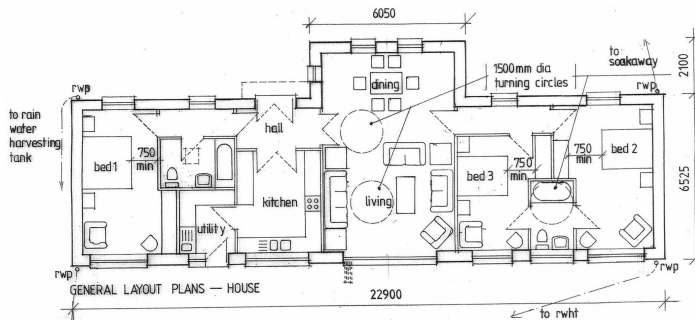 6050
2100
1500mm dia
turning circles
to
soakaway
rwp
rwp
dining
to rain
water
harvesting
tank
hall
bed 1
750
min
living
kitchen
utility
bed 3
750
min
750
min
bed 2
6525
rwp
rwp
GENERAL LAYOUT PLANS — HOUSE
22900
to rwht